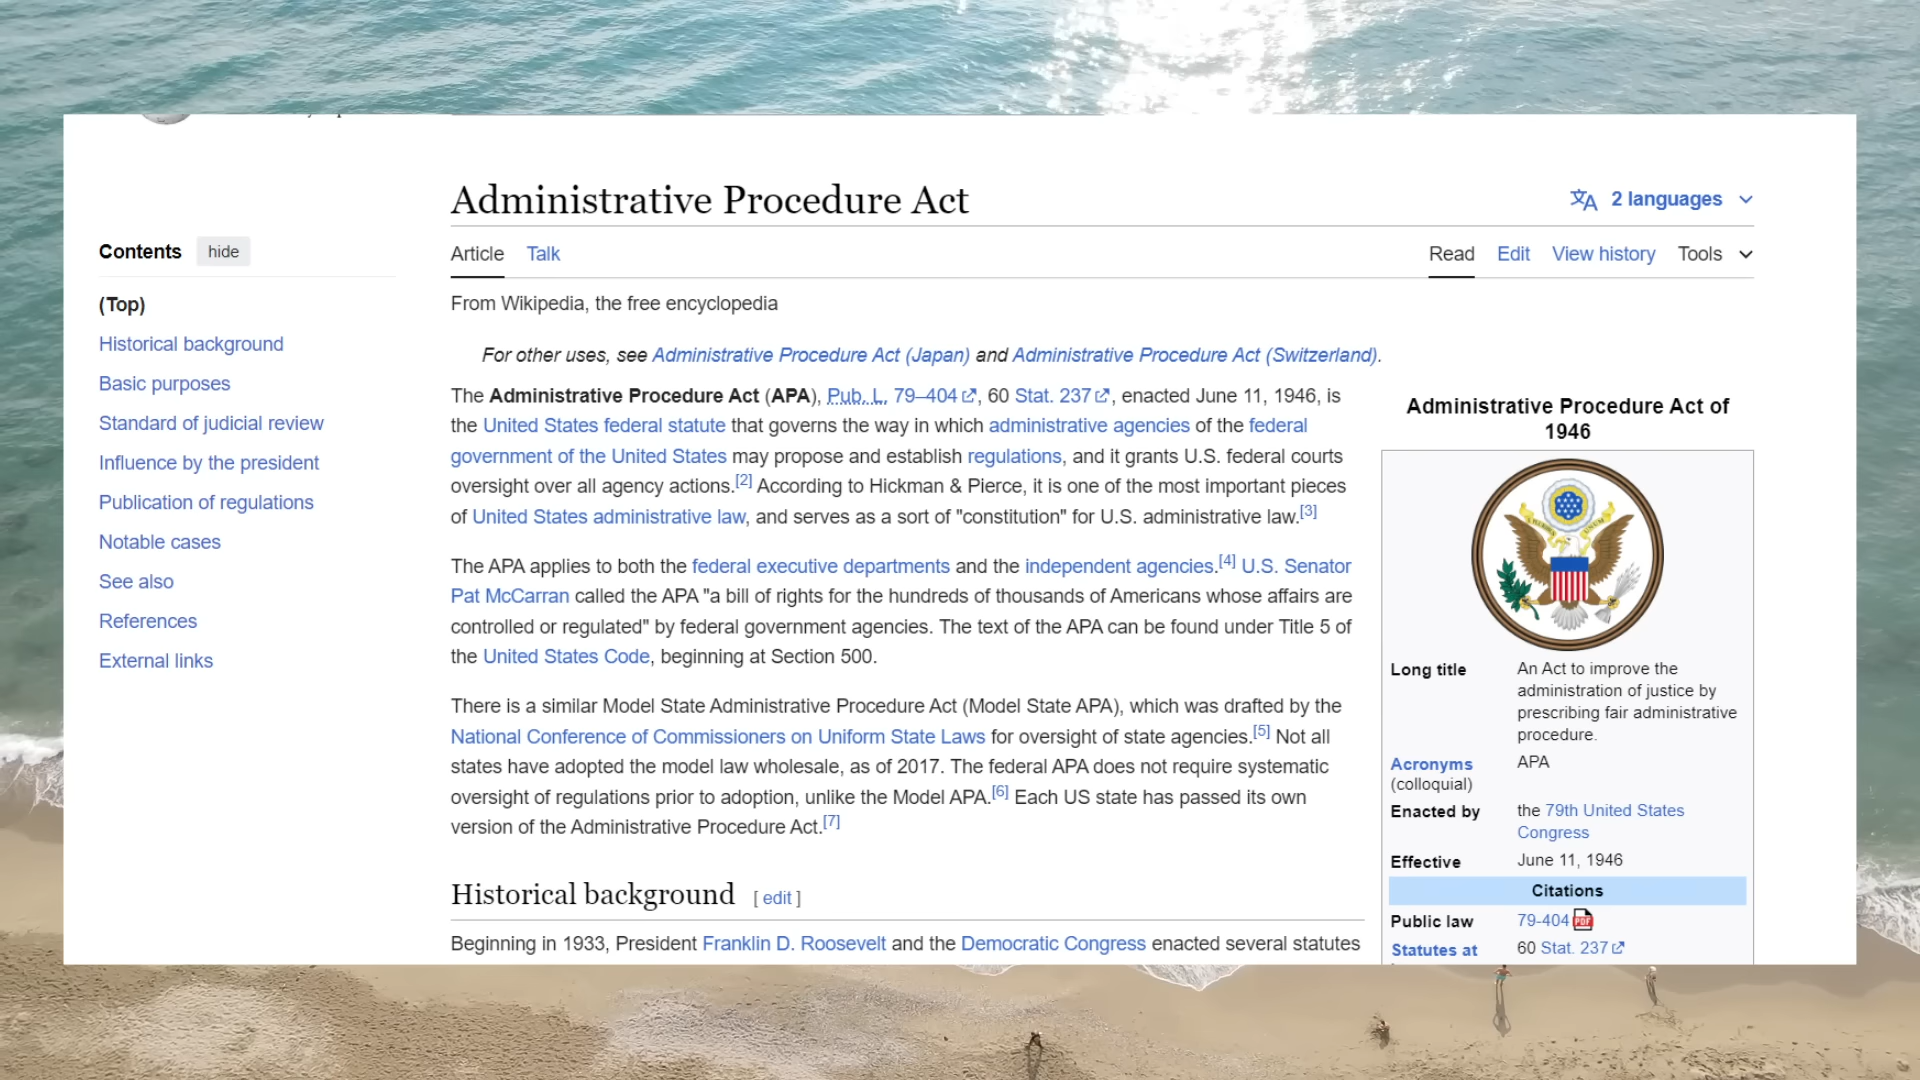 Administrative Procedure Act
2 languages
Contents hide
Article Talk
Read Edit View history Tools
(Top)
Historical background
Basic purposes
Standard of judicial review
Influence by the president
Publication of regulations
Notable cases
See also
References
External links
From Wikipedia, the free encyclopedia
For other uses, see Administrative Procedure Act (Japan) and Administrative Procedure Act (Switzerland).
The Administrative Procedure Act (APA), Pub. L. 79–404, 60 Stat. 237, enacted June 11, 1946, is
the United States federal statute that governs the way in which administrative agencies of the federal
government of the United States may propose and establish regulations, and it grants U.S. federal courts
oversight over all agency actions.[2] According to Hickman & Pierce, it is one of the most important pieces
of United States administrative law, and serves as a sort of "constitution" for U.S. administrative law.[3]
The APA applies to both the federal executive departments and the independent agencies.[4] U.S. Senator
Pat McCarran called the APA "a bill of rights for the hundreds of thousands of Americans whose affairs are
controlled or regulated" by federal government agencies. The text of the APA can be found under Title 5 of
the United States Code, beginning at Section 500.
There is a similar Model State Administrative Procedure Act (Model State APA), which was drafted by the
National Conference of Commissioners on Uniform State Laws for oversight of state agencies.[5] Not all
states have adopted the model law wholesale, as of 2017. The federal APA does not require systematic
oversight of regulations prior to adoption, unlike the Model APA.[6] Each US state has passed its own
version of the Administrative Procedure Act.[7]
Historical background [ edit ]
Beginning in 1933, President Franklin D. Roosevelt and the Democratic Congress enacted several statutes
Administrative Procedure Act of
1946
Long title An Act to improve the
administration of justice by
prescribing fair administrative
procedure.
Acronyms APA
(colloquial)
Enacted by the 79th United States
Congress
Effective June 11, 1946
Citations
Public law 79-404
Statutes at 60 Stat. 237